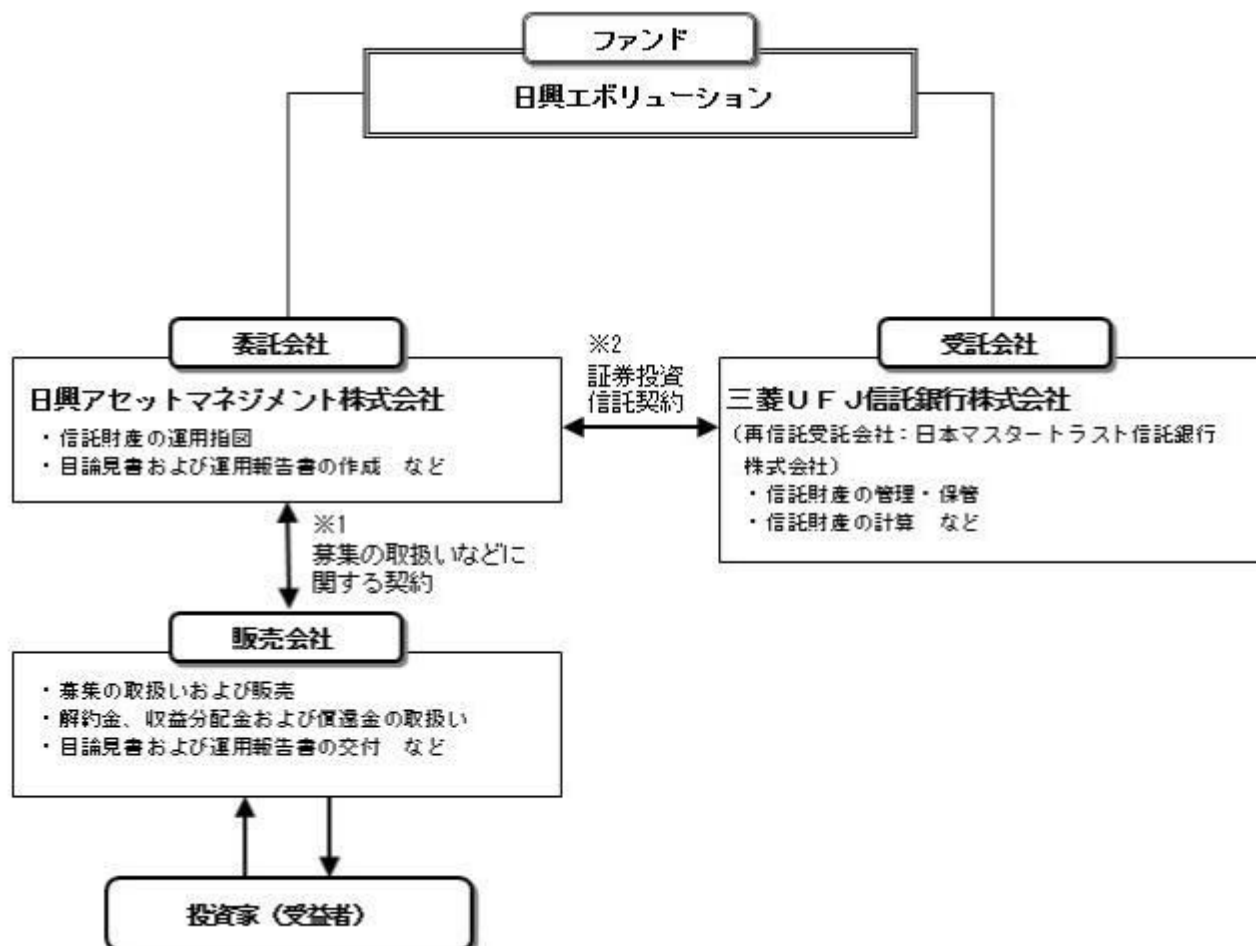 ファンド
日興エボリューション
委託会社
日興アセットマネジメント株式会社
・信託財産の運用指図
・目論見書および運用報告書の作成 など
※2
証券投資
信託契約
受託会社
三菱UFJ信託銀行株式会社
(再信託受託会社:日本マスタートラスト信託銀行
株式会社)
・信託財産の管理・保管
・信託財産の計算 など
※1
募集の取扱いなどに
関する契約
販売会社
・募集の取扱いおよび販売
・解約金、収益分配金および償還金の取扱い
・目論見書および運用報告書の交付 など
投資家(受益者)